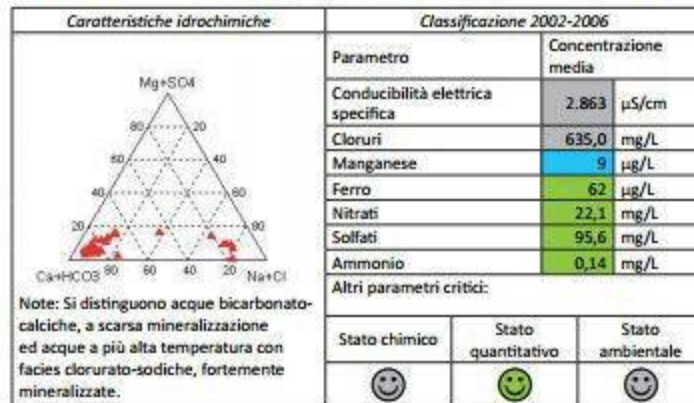 Caratteristiche idrochimiche
Mg+SO4
80 20
60 40
40 60
20 80
Ca+HCO3 80 60 40 20 Na+Cl
Note: Si distinguono acque bicarbonato-
calciche, a scarsa mineralizzazione
ed acque a più alta temperatura con
facies clorurato-sodiche, fortemente
mineralizzate.
Classificazione 2002-2006
Parametro Concentrazione
media
Conducibilità elettrica
specifica 2.863 μS/cm
Cloruri 635,0 mg/L
Manganese 9 μg/L
Ferro 62 μg/L
Nitrati 22,1 mg/L
Solfati 95,6 mg/L
Ammonio 0,14 mg/L
Altri parametri critici:
Stato chimico Stato
quantitativo Stato
ambientale